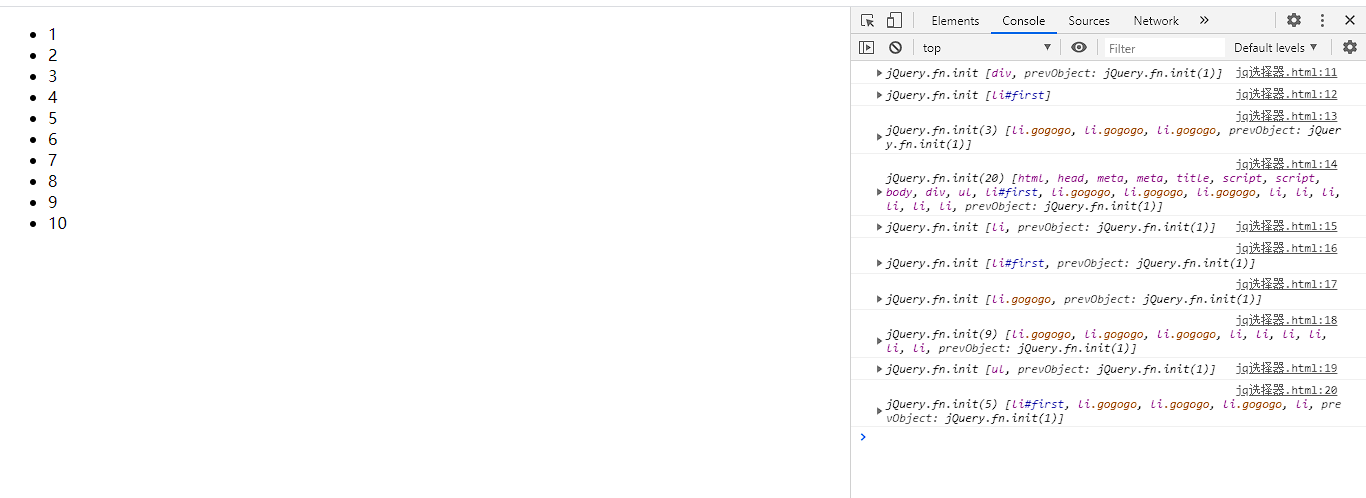 1
2
3
4
5
6
7
8
9
10
Elements Console Sources Network »
top Filter Default levels
jQuery.fn.init [div, prevObject: jQuery.fn.init(1)] jq选择器.html:11
jQuery.fn.init [li#first] jq选择器.html:12
jq选择器.html:13
jQuery.fn.init(3) [li.gogogo, li.gogogo, li.gogogo, prevObject: jQuer
y.fn.init(1)]
jq选择器.html:14
jQuery.fn.init(20) [html, head, meta, meta, title, script, script,
body, div, ul, li#first, li.gogogo, li.gogogo, li.gogogo, li, li, li,
li, li, li, prevObject: jQuery.fn.init(1)]
jQuery.fn.init [li, prevObject: jQuery.fn.init(1)] jq选择器.html:15
jq选择器.html:16
jQuery.fn.init [li#first, prevObject: jQuery.fn.init(1)]
jq选择器.html:17
jQuery.fn.init [li.gogogo, prevObject: jQuery.fn.init(1)]
jq选择器.html:18
jQuery.fn.init(9) [li.gogogo, li.gogogo, li.gogogo, li, li, li, li,
li, li, prevObject: jQuery.fn.init(1)]
jQuery.fn.init [ul, prevObject: jQuery.fn.init(1)] jq选择器.html:19
jq选择器.html:20
jQuery.fn.init(5) [li#first, li.gogogo, li.gogogo, li.gogogo, li, pre
vObject: jQuery.fn.init(1)]